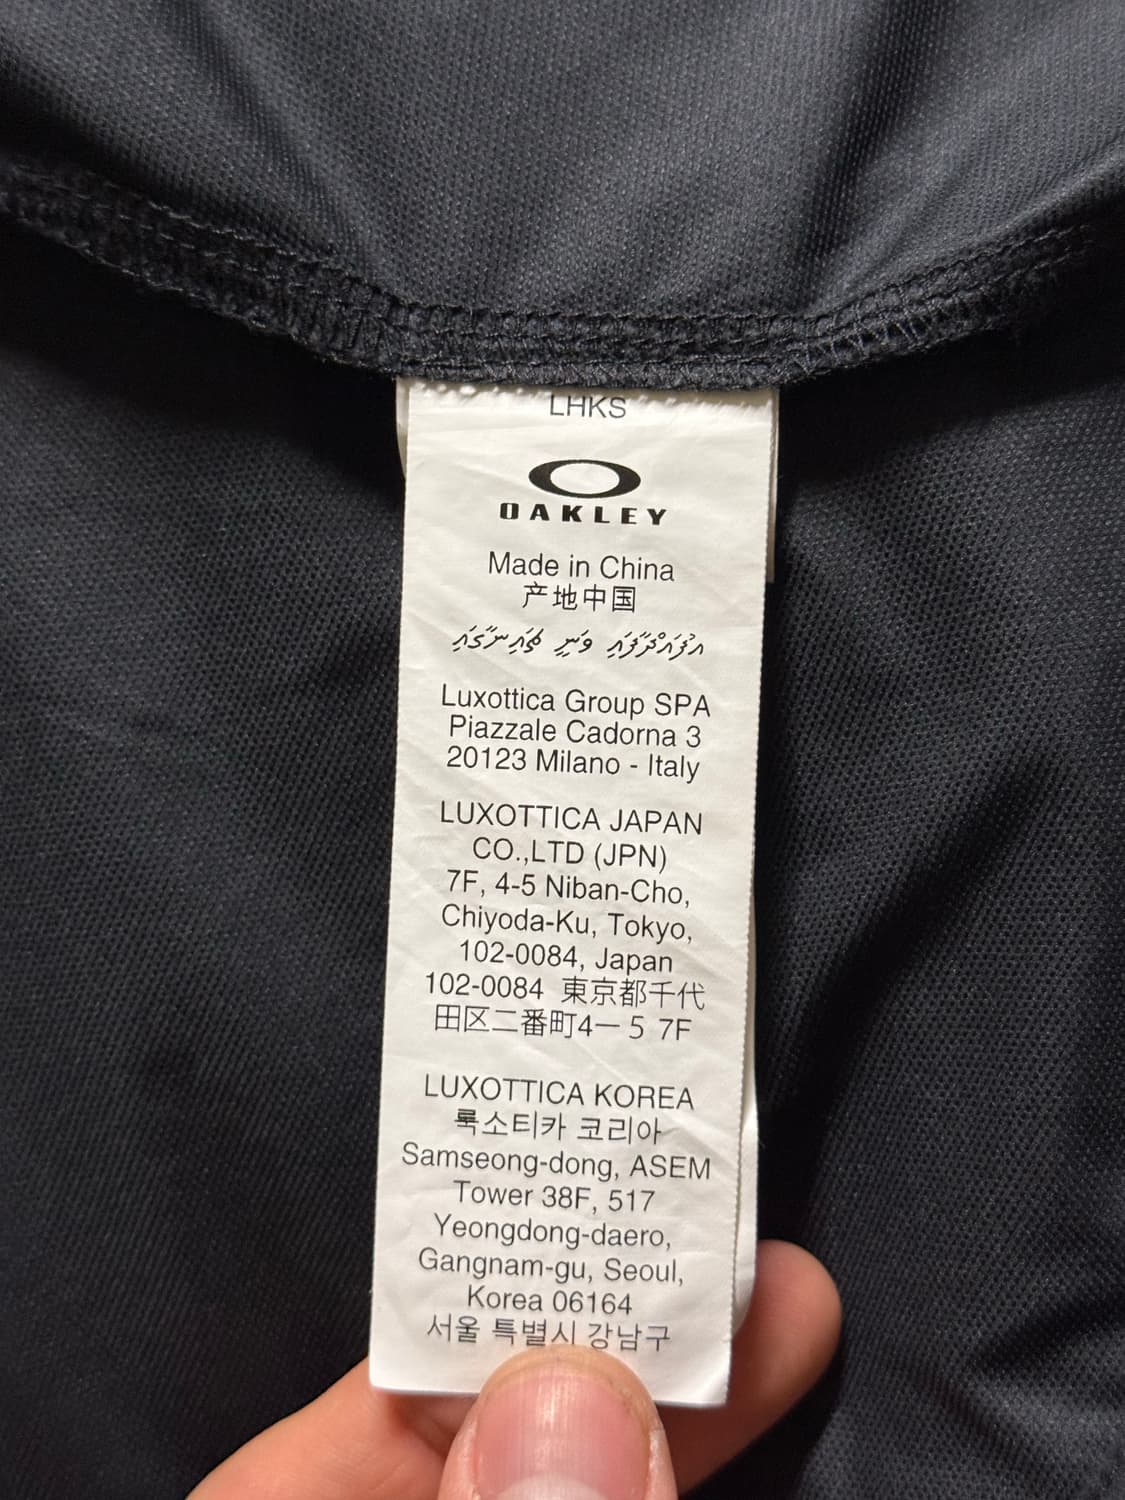 LHKS
OAKLEY
Made in China
产地中国
Luxottica Group SPA
Piazzale Cadorna 3
20123 Milano - Italy
LUXOTTICA JAPAN
CO.,LTD (JPN)
7F, 4-5 Niban-Cho,
Chiyoda-Ku, Tokyo,
102-0084, Japan
102-0084 東京都千代
田区二番町4ー5 7F
LUXOTTICA KOREA
룩소티카 코리아
Samseong-dong, ASEM
Tower 38F, 517
Yeongdong-daero,
Gangnam-gu, Seoul,
Korea 06164
서울 특별시 강남구